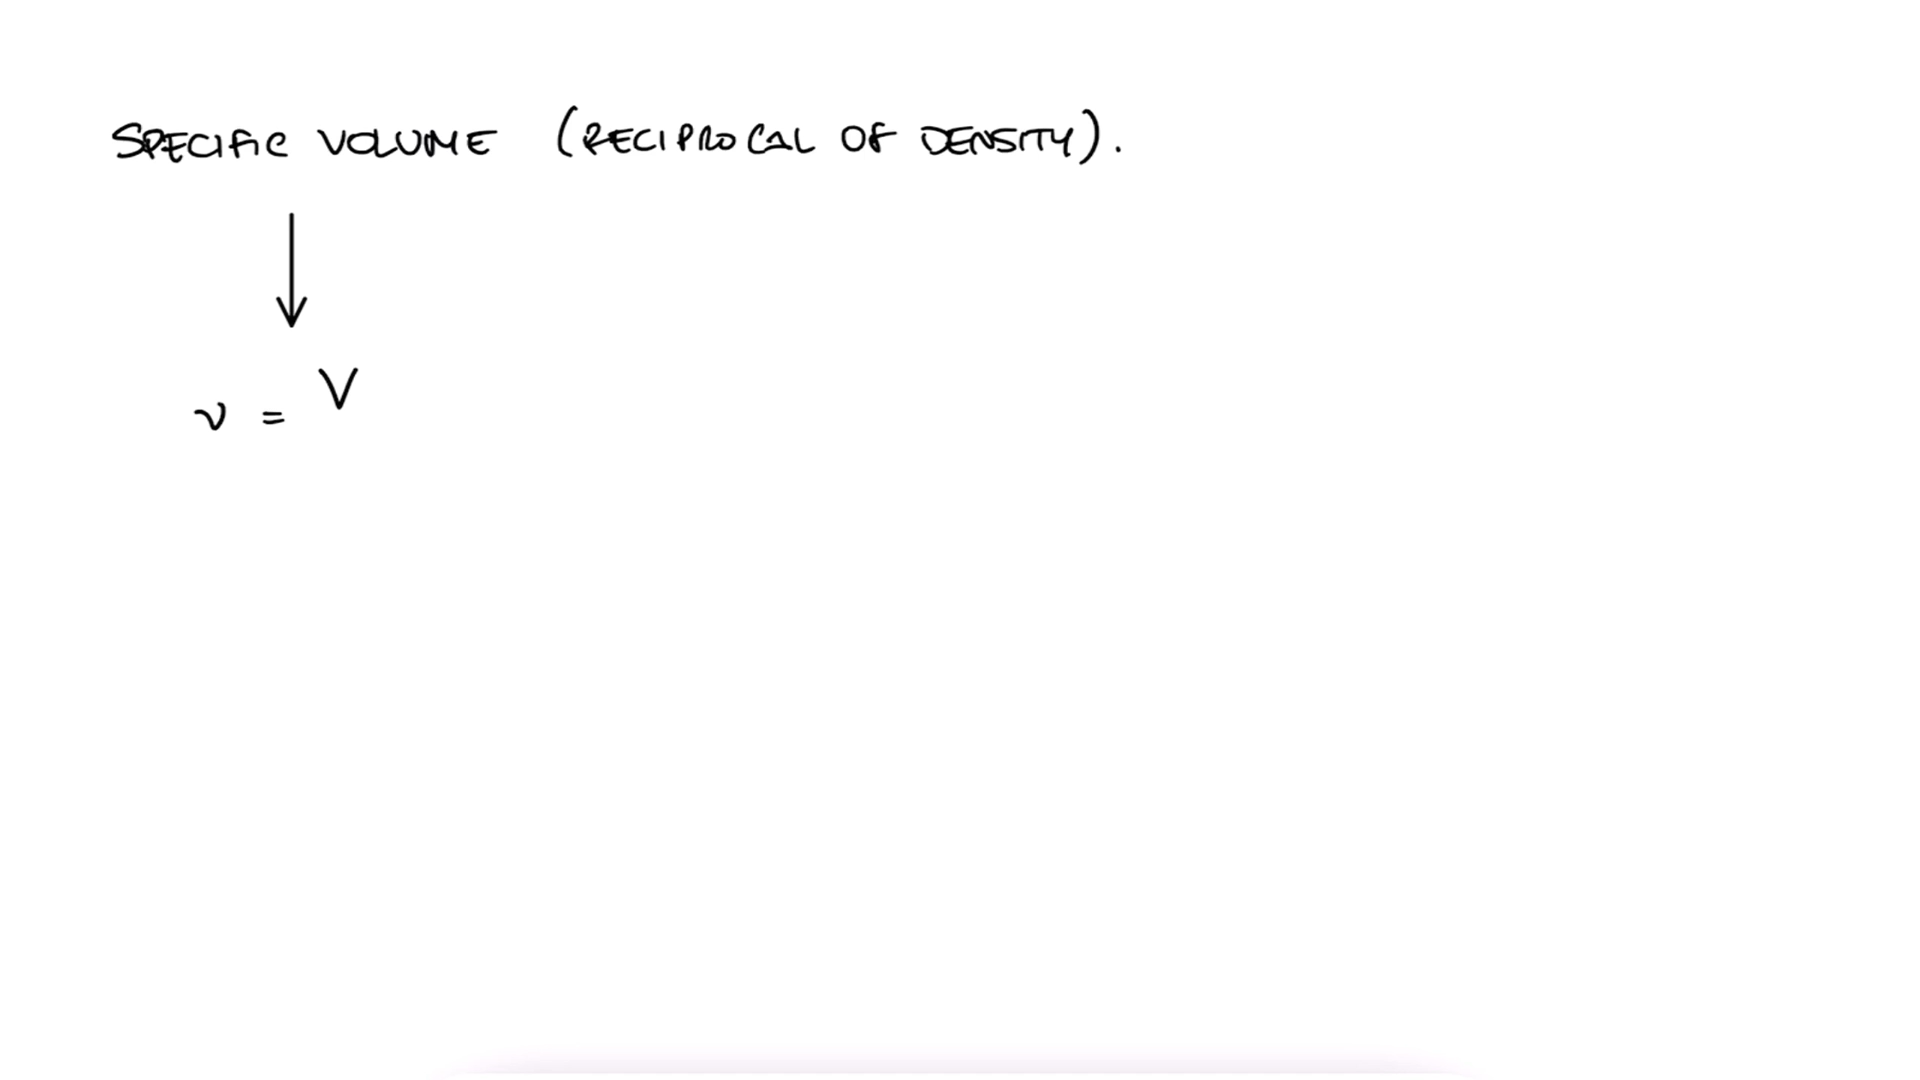 SPECIFIC VOLUME (RECIPROCAL OF DENSITY).
v = V